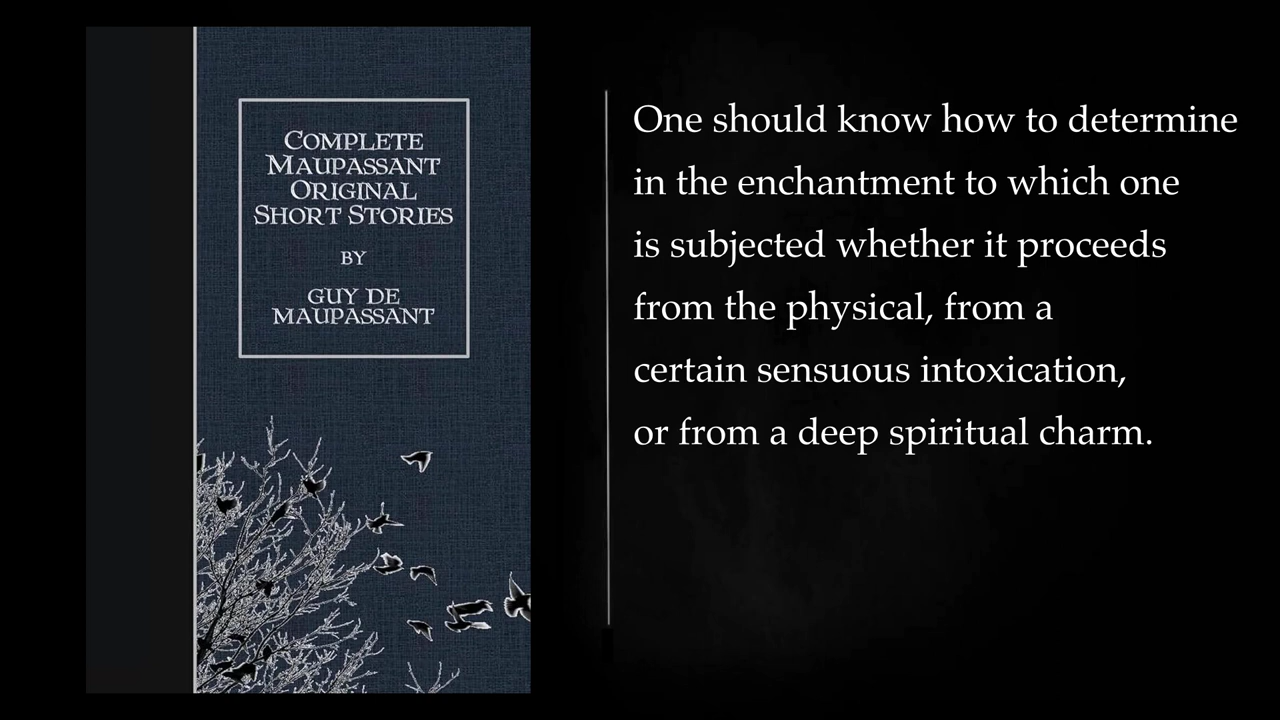 COMPLETE
MAUPASSANT
ORIGINAL
SHORT STORIES
BY
GUY DE
MAUPASSANT
One should know how to determine
in the enchantment to which one
is subjected whether it proceeds
from the physical, from a
certain sensuous intoxication,
or from a deep spiritual charm.